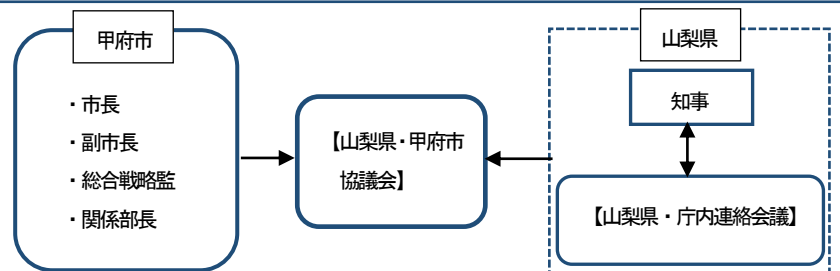 甲府市
・市長
・副市長
・総合戦略監
・関係部長
【山梨県・甲府市
協議会】
山梨県
知事
【山梨県・庁内連絡会議】